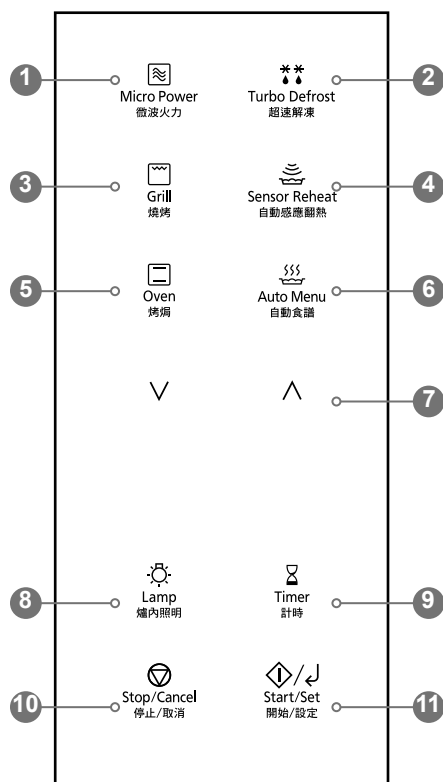 1
Micro Power
微波火力
2
Turbo Defrost
超速解凍
3
Grill
燒烤
4
Sensor Reheat
自動感應翻熱
5
Oven
烤焗
6
Auto Menu
自動食譜
7
8
Lamp
爐內照明
9
Timer
計時
10
Stop/Cancel
停止/取消
11
Start/Set
開始/設定